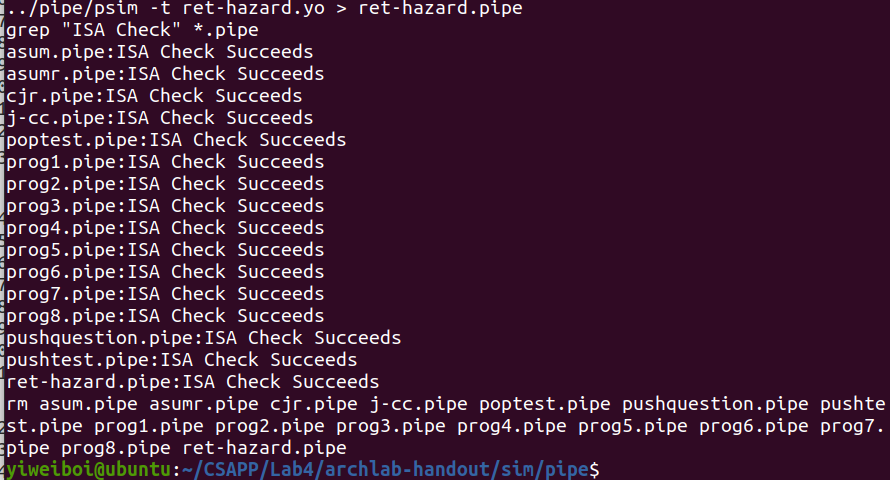 ../pipe/psim -t ret-hazard.yo > ret-hazard.pipe
grep "ISA Check" *.pipe
asum.pipe:ISA Check Succeeds
asumr.pipe:ISA Check Succeeds
cjr.pipe:ISA Check Succeeds
j-cc.pipe:ISA Check Succeeds
poptest.pipe:ISA Check Succeeds
prog1.pipe:ISA Check Succeeds
prog2.pipe:ISA Check Succeeds
prog3.pipe:ISA Check Succeeds
prog4.pipe:ISA Check Succeeds
prog5.pipe:ISA Check Succeeds
prog6.pipe:ISA Check Succeeds
prog7.pipe:ISA Check Succeeds
prog8.pipe:ISA Check Succeeds
pushquestion.pipe:ISA Check Succeeds
pushtest.pipe:ISA Check Succeeds
ret-hazard.pipe:ISA Check Succeeds
rm asum.pipe asumr.pipe cjr.pipe j-cc.pipe poptest.pipe pushquestion.pipe pushte
st.pipe prog1.pipe prog2.pipe prog3.pipe prog4.pipe prog5.pipe prog6.pipe prog7.
pipe prog8.pipe ret-hazard.pipe
yiweiboi@ubuntu:~/CSAPP/Lab4/archlab-handout/sim/pipe$